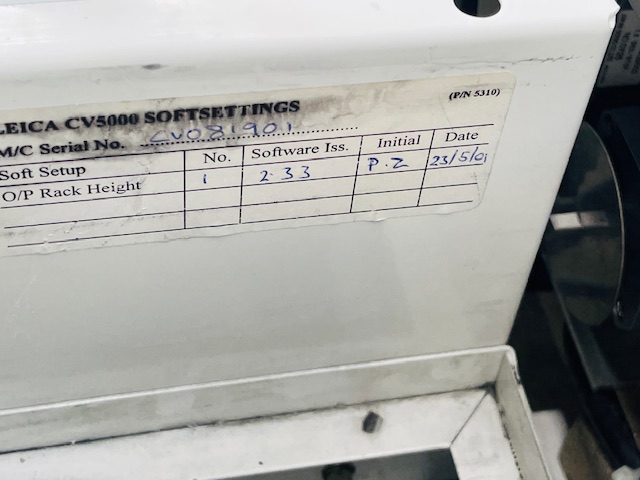 LEICA CV5000 SOFTSETTINGS (P/N 5310)
M/C Serial No. CV081901
Soft Setup No. Software Iss. Initial Date
O/P Rack Height 1 2.33 P.Z 23/5/01